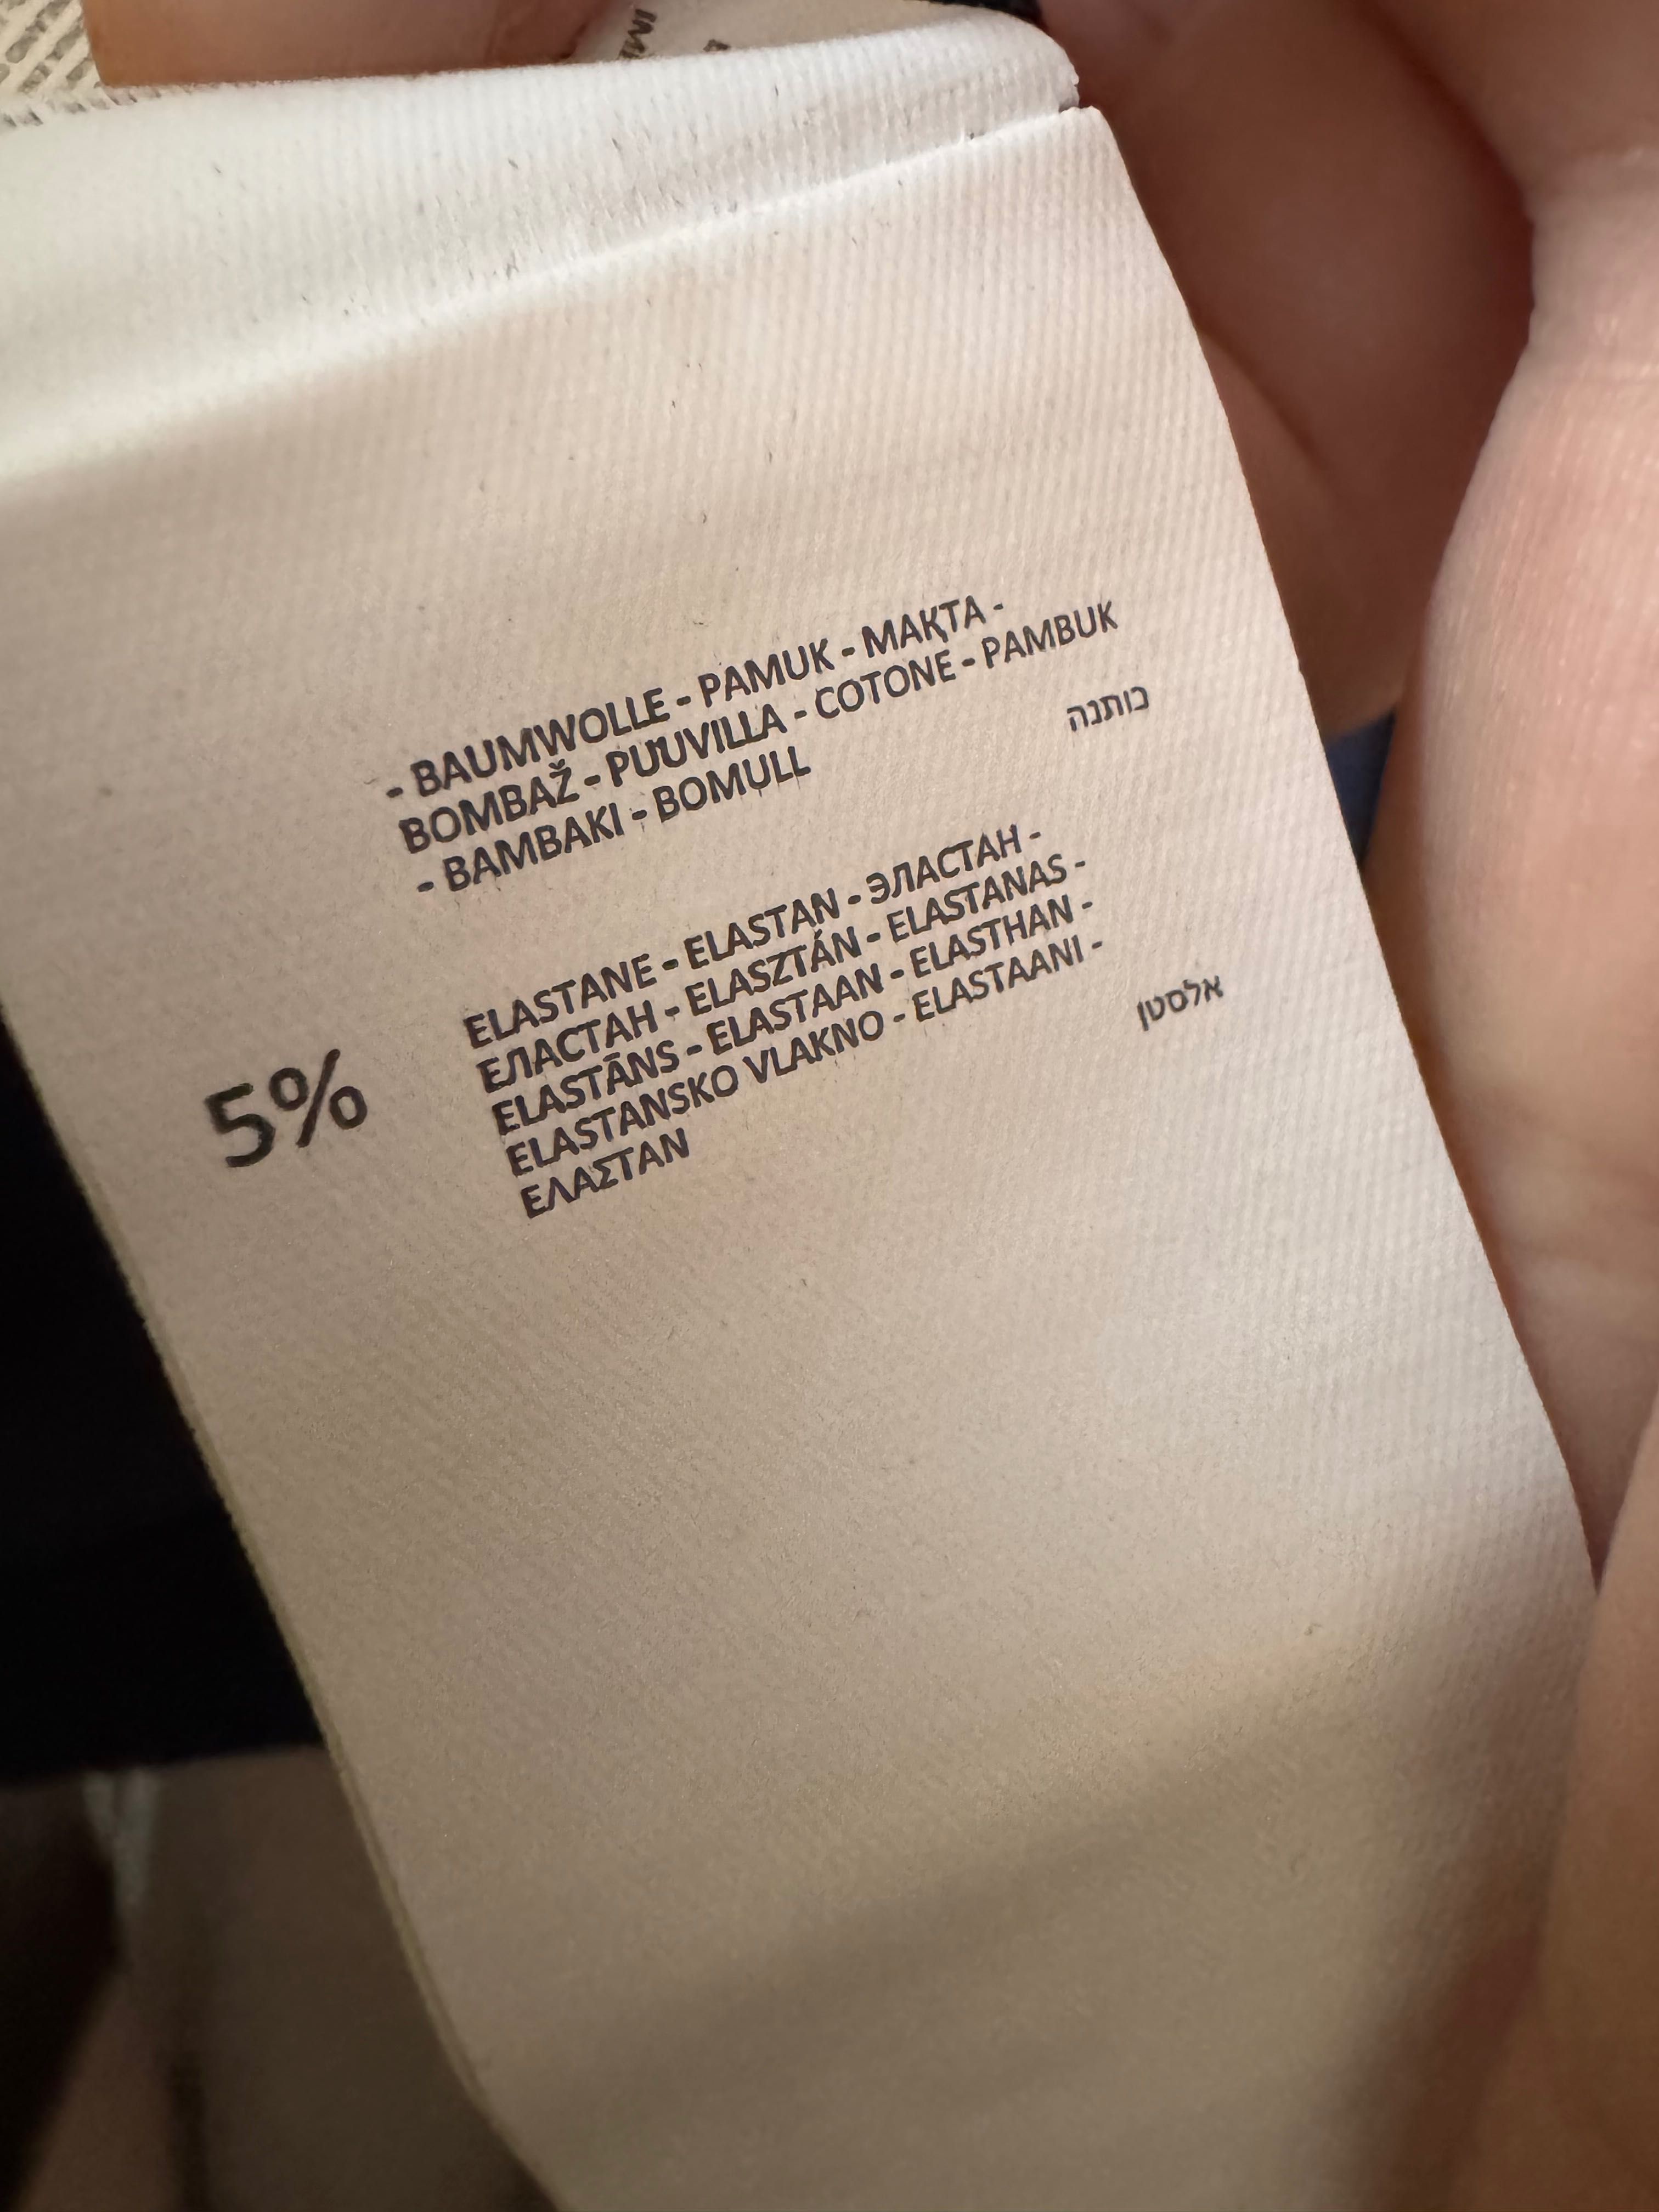 - BAUMWOLLE - PAMUK - МАҚТА -
BOMBAŽ - PUUVILLA - COTONE - PAMBUK
- BAMBAKI - BOMULL
כותנה
5%
ELASTANE - ELASTAN - ЭЛАСТАН -
ЕЛАСТАН - ELASZTÁN - ELASTANAS -
ELASTĀNS - ELASTAAN - ELASTHAN -
ELASTANSKO VLAKNO - ELASTAANI -
ΕΛΑΣΤΑΝ
אלסטן